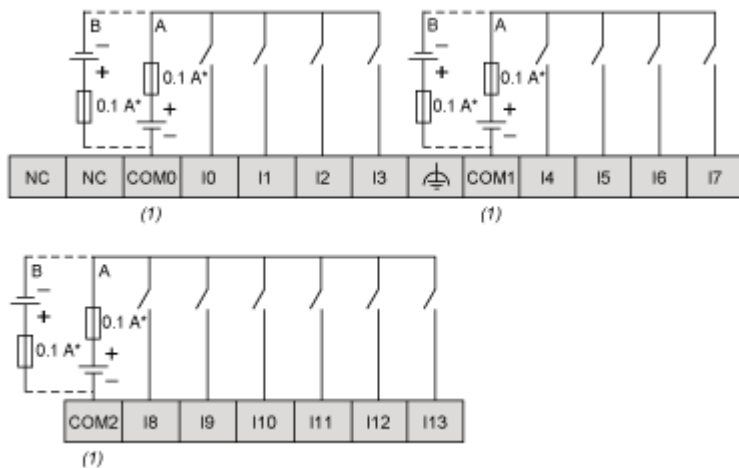 B A B A
0.1 A* 0.1 A*
0.1 A* 0.1 A*
NC NC COM0 I0 I1 I2 I3 COM1 I4 I5 I6 I7
(1) (1)
B A
0.1 A*
0.1 A*
COM2 I8 I9 I10 I11 I12 I13
(1)